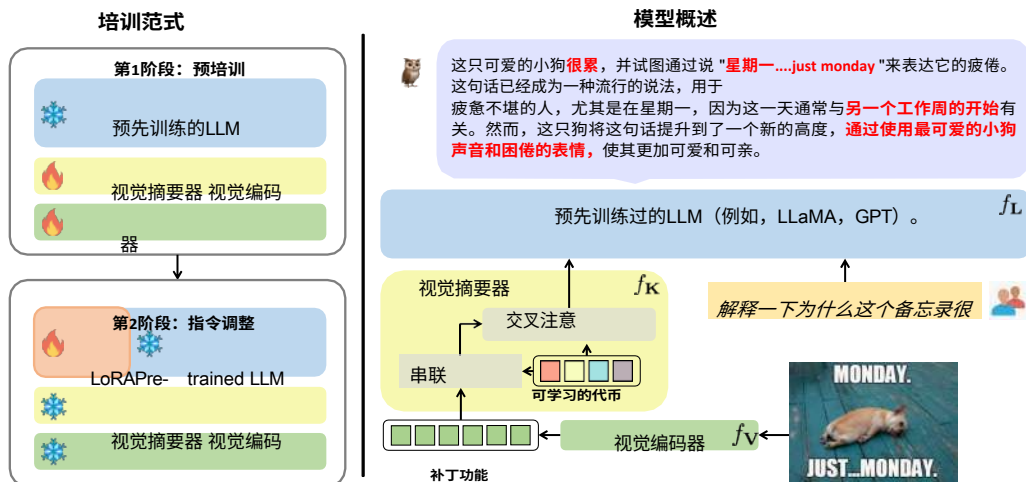 培训范式
第1阶段：预培训
预先训练的LLM
视觉摘要器 视觉编码
器
第2阶段：指令调整
LoRAPre- trained LLM
视觉摘要器 视觉编码
模型概述
这只可爱的小狗很累，并试图通过说 "星期一....just monday "来表达它的疲倦。
这句话已经成为一种流行的说法，用于
疲惫不堪的人，尤其是在星期一，因为这一天通常与另一个工作周的开始有
关。然而，这只狗将这句话提升到了一个新的高度，通过使用最可爱的小狗
声音和困倦的表情，使其更加可爱和可亲。
预先训练过的LLM（例如，LLaMA，GPT）。
fL
视觉摘要器
fK
交叉注意
串联
可学习的代币
解释一下为什么这个备忘录很
补丁功能
视觉编码器
fV
MONDAY.
JUST...MONDAY.